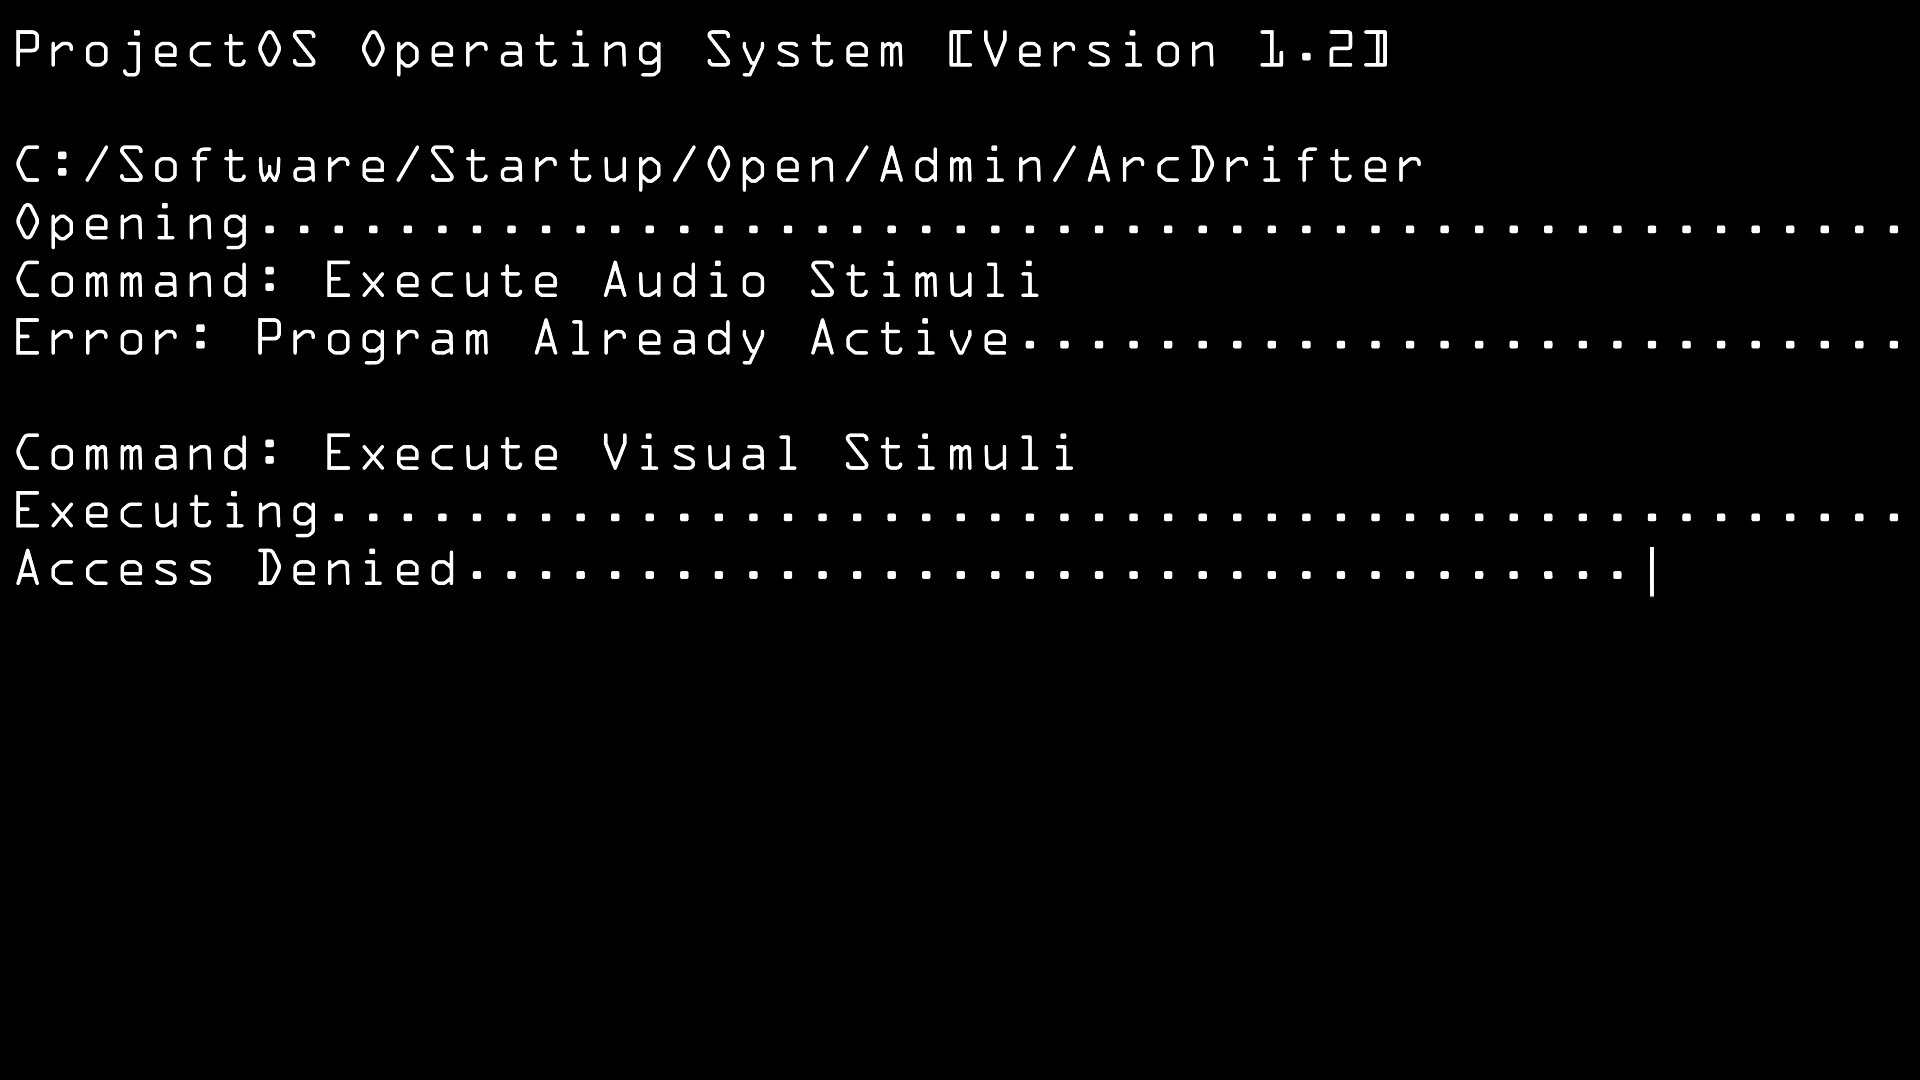 ProjectOS Operating System [Version 1.2]
C:/Software/Startup/Open/Admin/ArcDrifter
Opening................................................
Command: Execute Audio Stimuli
Error: Program Already Active..........................
Command: Execute Visual Stimuli
Executing..............................................
Access Denied..................................|